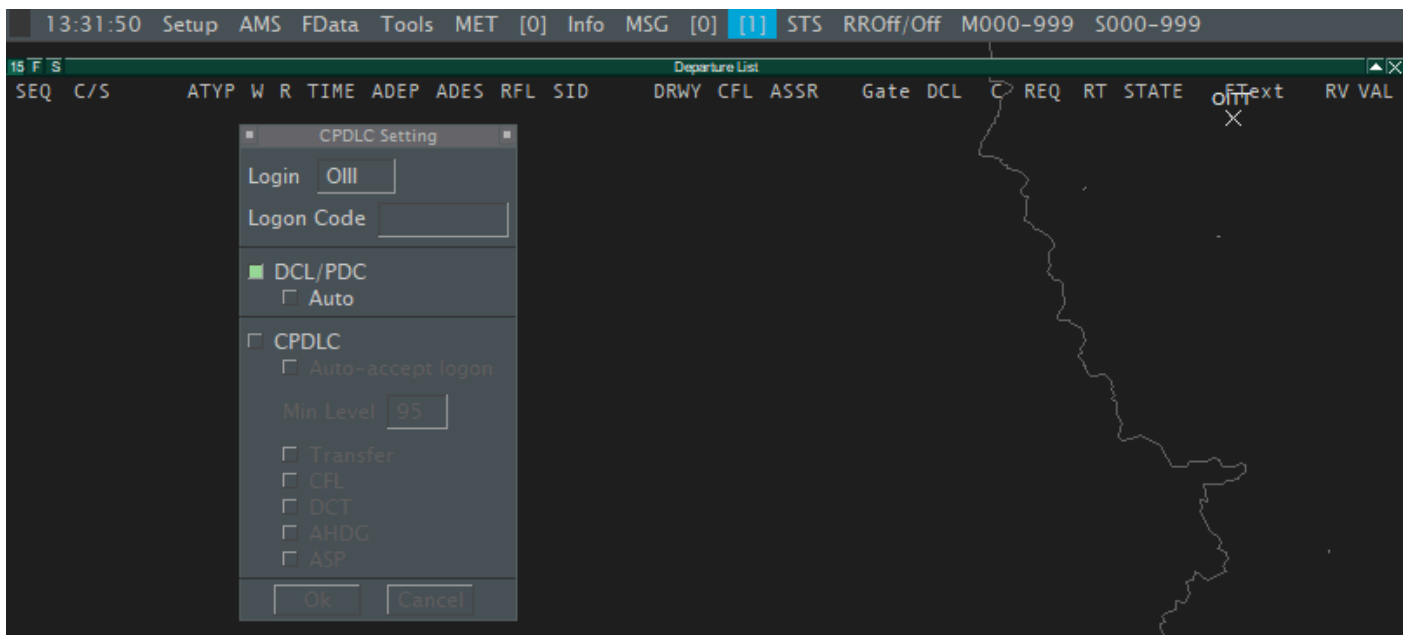 13:31:50 Setup AMS FData Tools MET [0] Info MSG [0] [1] STS RROff/Off M000-999 S000-999
15 F S Departure List
SEQ C/S ATYP W R TIME ADEP ADES RFL SID DRWY CFL ASSR Gate DCL C REQ RT STATE FText RV VAL
OITT
CPDLC Setting
Login OIII
Logon Code
DCL/PDC
Auto
CPDLC
Auto-accept logon
Min Level 95
Transfer
CFL
DCT
AHDG
ASP
Ok Cancel